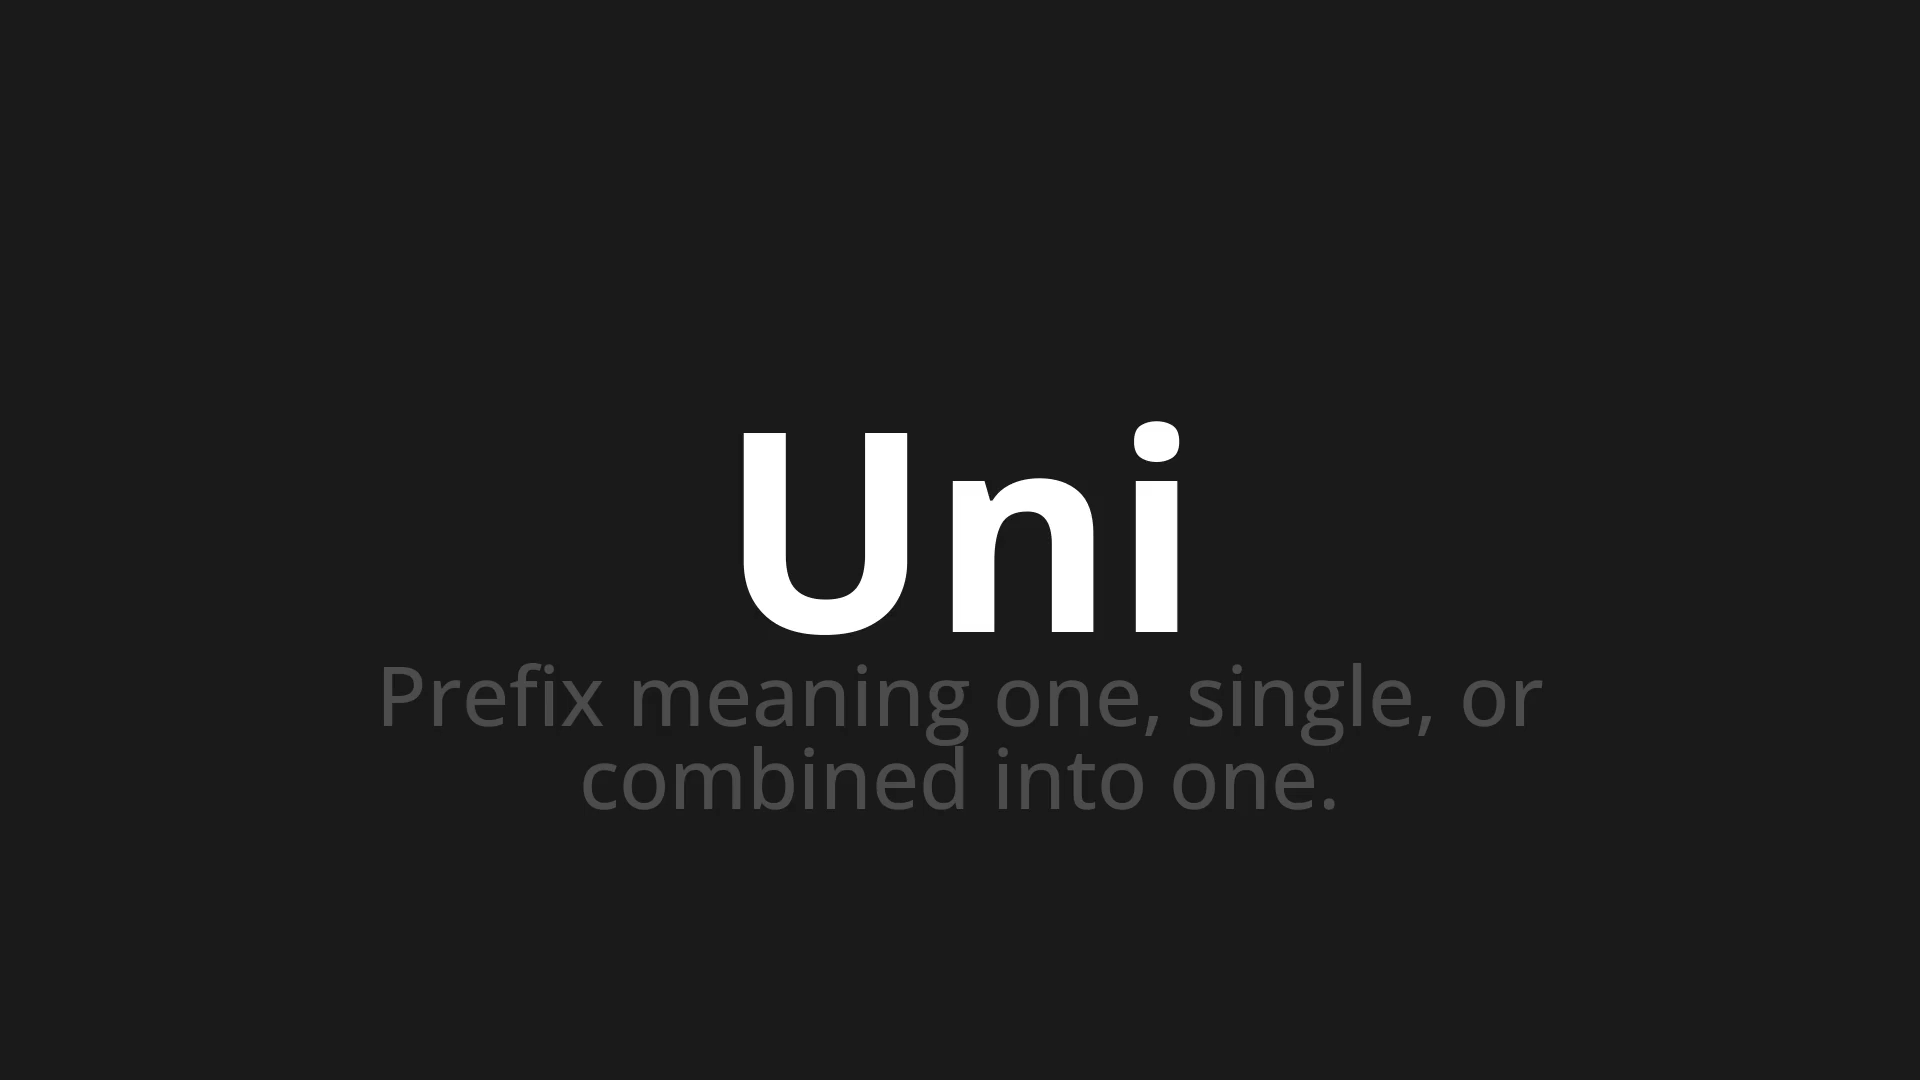 Uni
Prefix meaning one, single, or
combined into one.